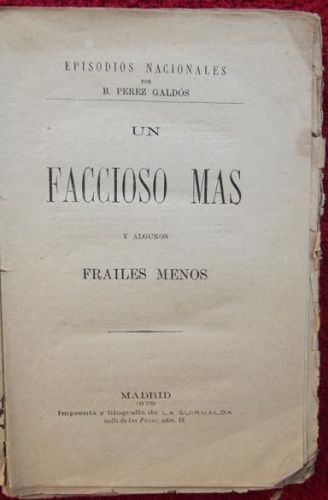 EPISODIOS NACIONALES
POR
B. PEREZ GALDÓS
UN
FACCIOSO MAS
Y ALGUNOS
FRAILES MENOS
MADRID
1879
Imprenta y litografía de LA GUIRNALDA
calle de las Pozas, núm. 12.